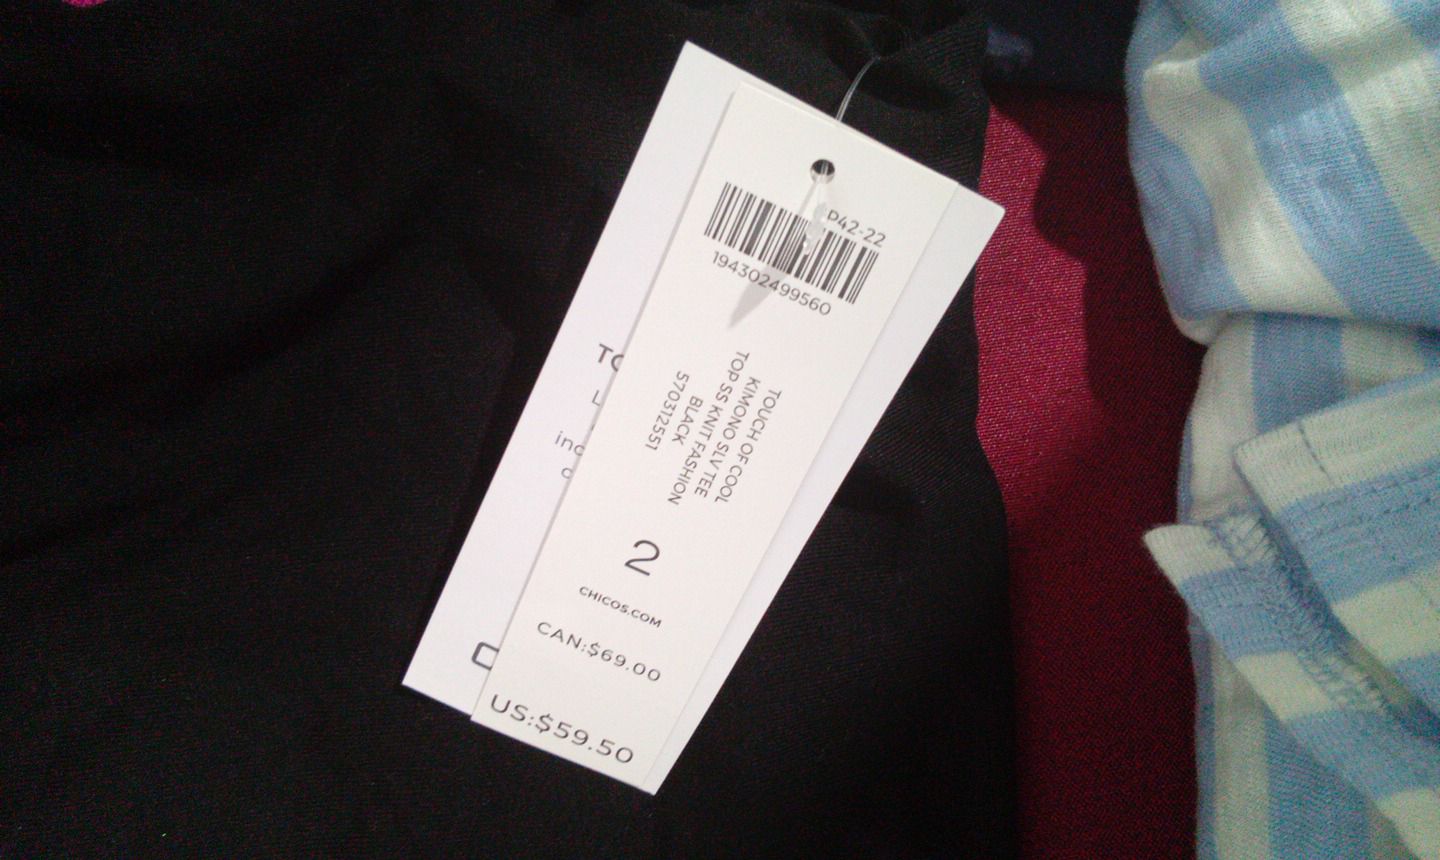 P42-22
194302499560
TOUCH OF COOL
KIMONO SLV TEE
TOP SS KNIT FASHION
BLACK
570312551
2
CHICOS.COM
CAN:$69.00
US:$59.50